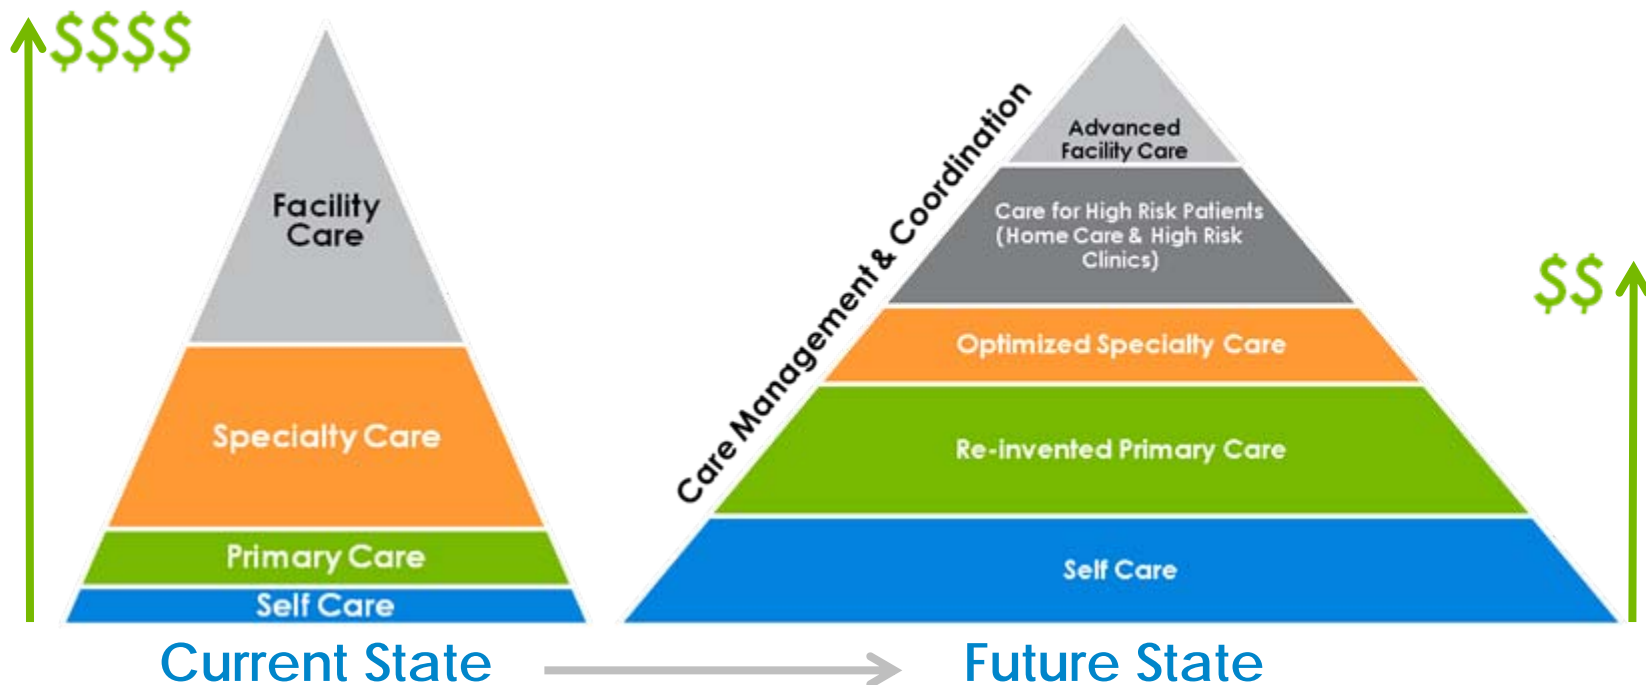 $$$$
Facility
Care
Specialty Care
Primary Care
Self Care
Current State
Care Management & Coordination
Advanced
Facility Care
Care for High Risk Patients
(Home Care & High Risk
Clinics)
Optimized Specialty Care
Re-invented Primary Care
Self Care
$$
Future State